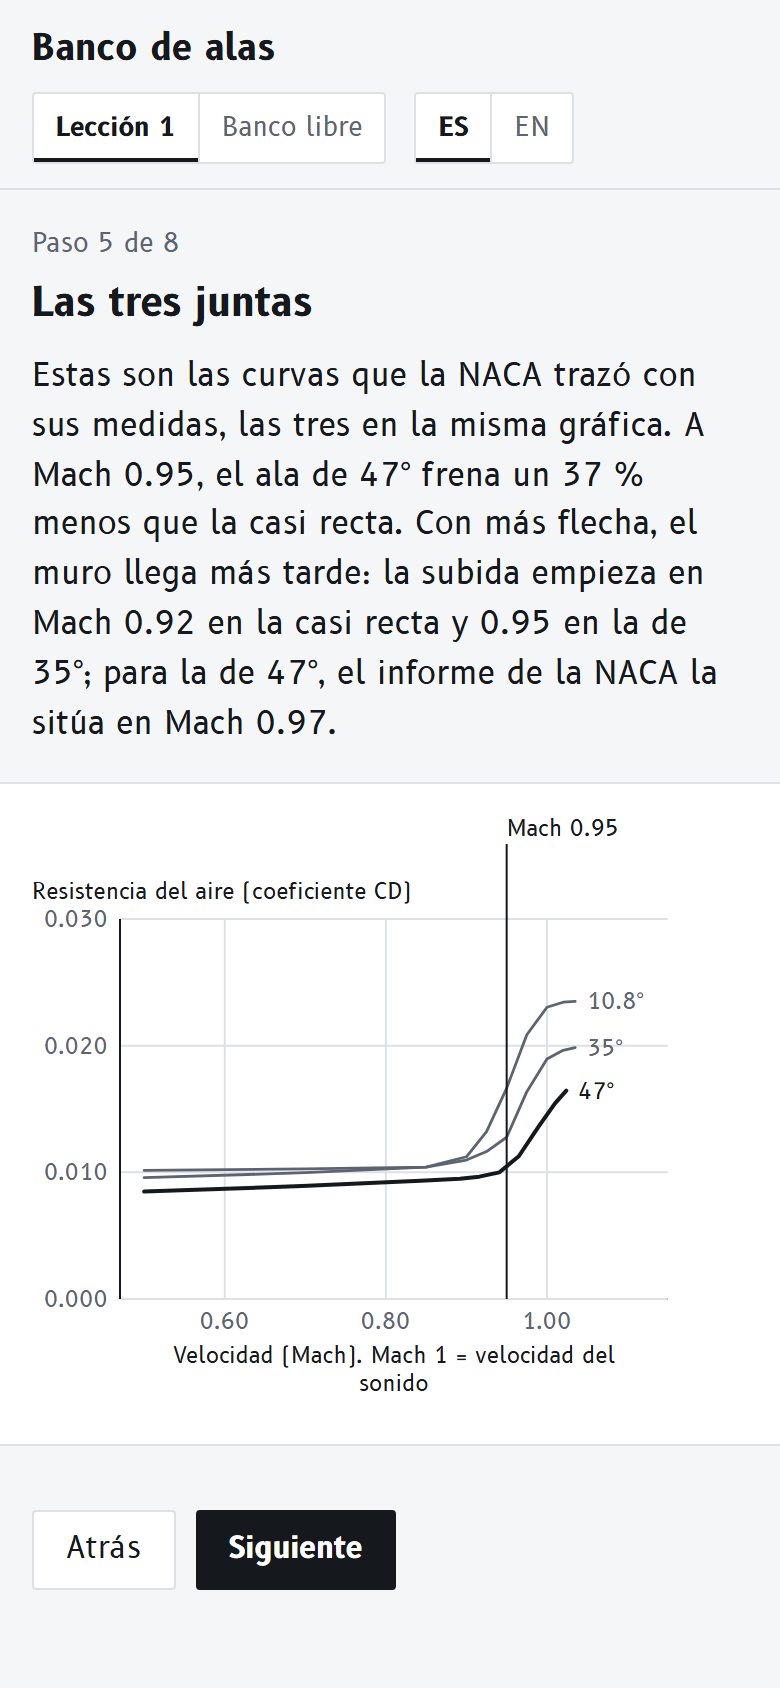 Banco de alas
Lección 1
Banco libre
ES
EN
Paso 5 de 8
Las tres juntas
Estas son las curvas que la NACA trazó con
sus medidas, las tres en la misma gráfica. A
Mach 0.95, el ala de 47° frena un 37 %
menos que la casi recta. Con más flecha, el
muro llega más tarde: la subida empieza en
Mach 0.92 en la casi recta y 0.95 en la de
35°; para la de 47°, el informe de la NACA la
sitúa en Mach 0.97.
Mach 0.95
Resistencia del aire (coeficiente CD)
0.030
10.8°
0.020
35°
47°
0.010
0.000
0.60
0.80
1.00
Velocidad (Mach). Mach 1 = velocidad del
sonido
Atrás
Siguiente